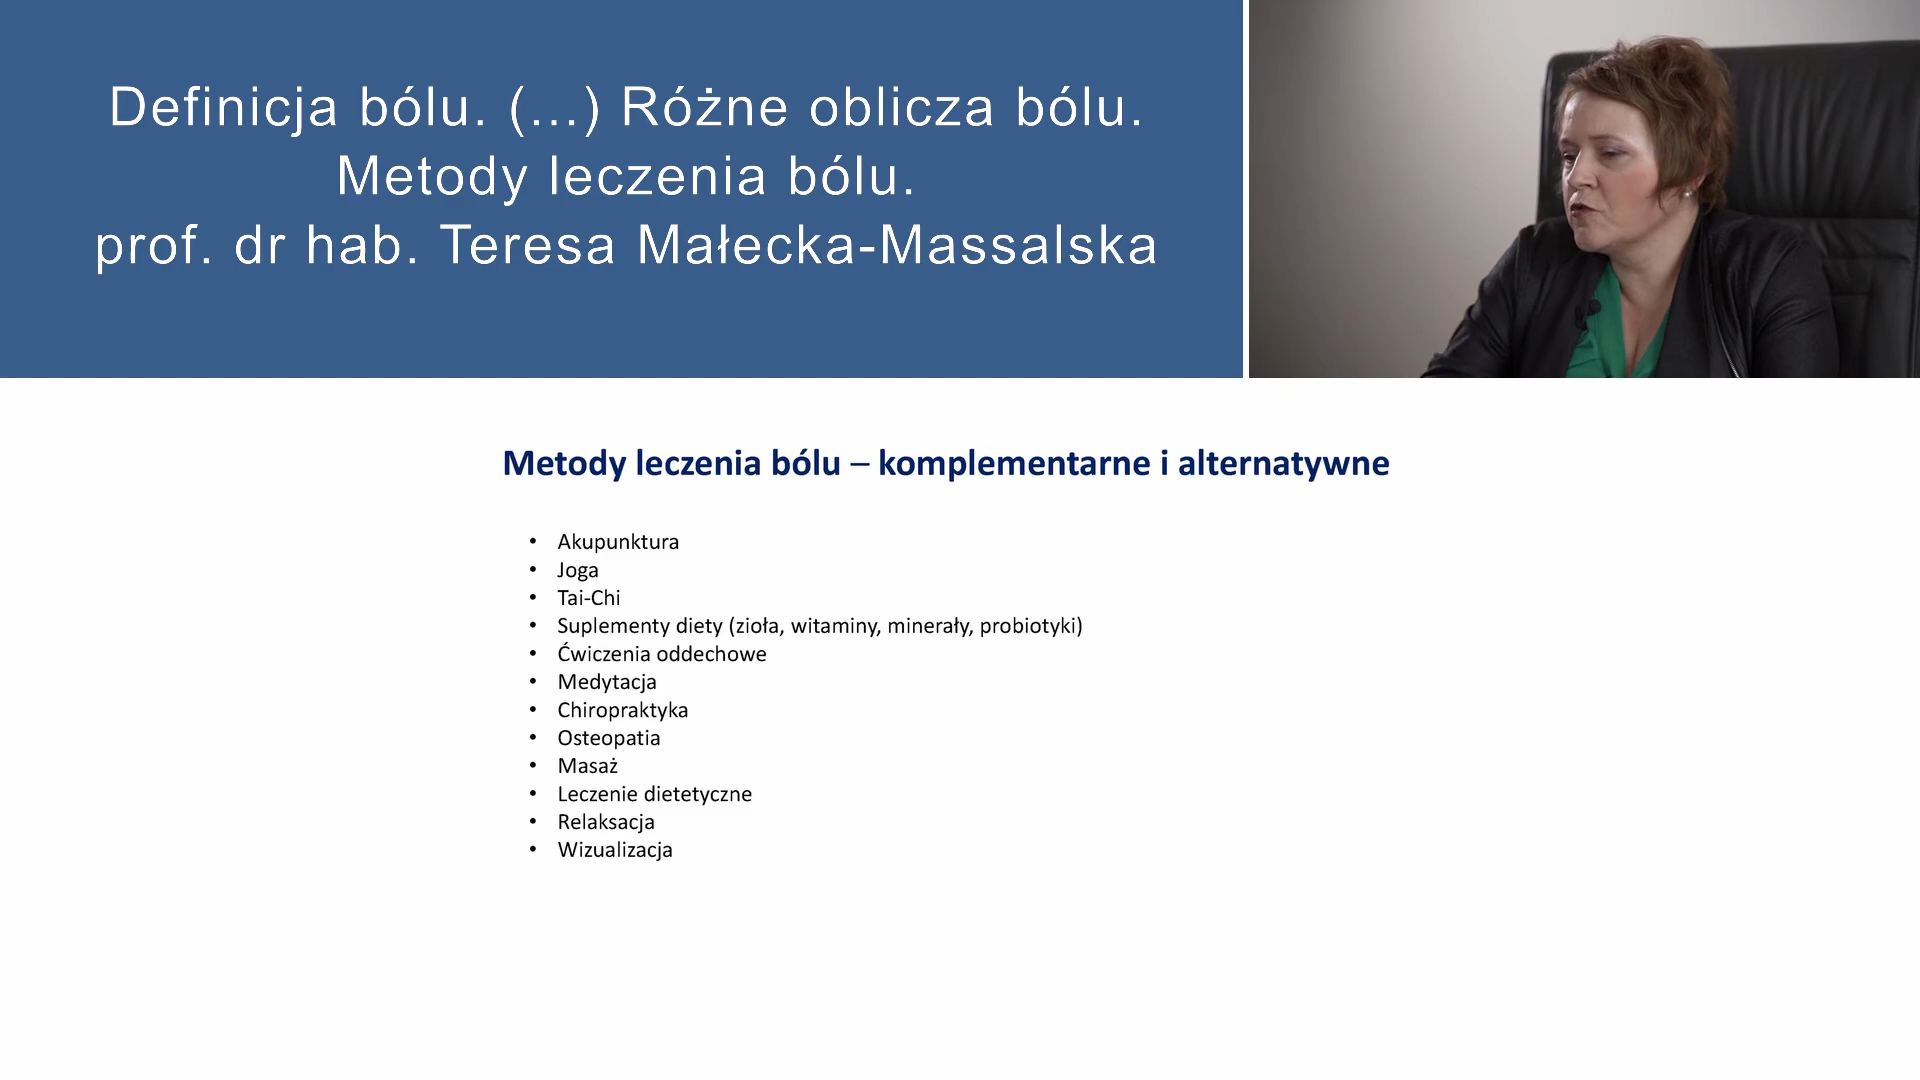 Definicja bólu. (...) Różne oblicza bólu.
Metody leczenia bólu.
prof. dr hab. Teresa Małecka-Massalska
Metody leczenia bólu – komplementarne i alternatywne
• Akupunktura
• Joga
• Tai-Chi
• Suplementy diety (zioła, witaminy, minerały, probiotyki)
• Ćwiczenia oddechowe
• Medytacja
• Chiropraktyka
• Osteopatia
• Masaż
• Leczenie dietetyczne
• Relaksacja
• Wizualizacja